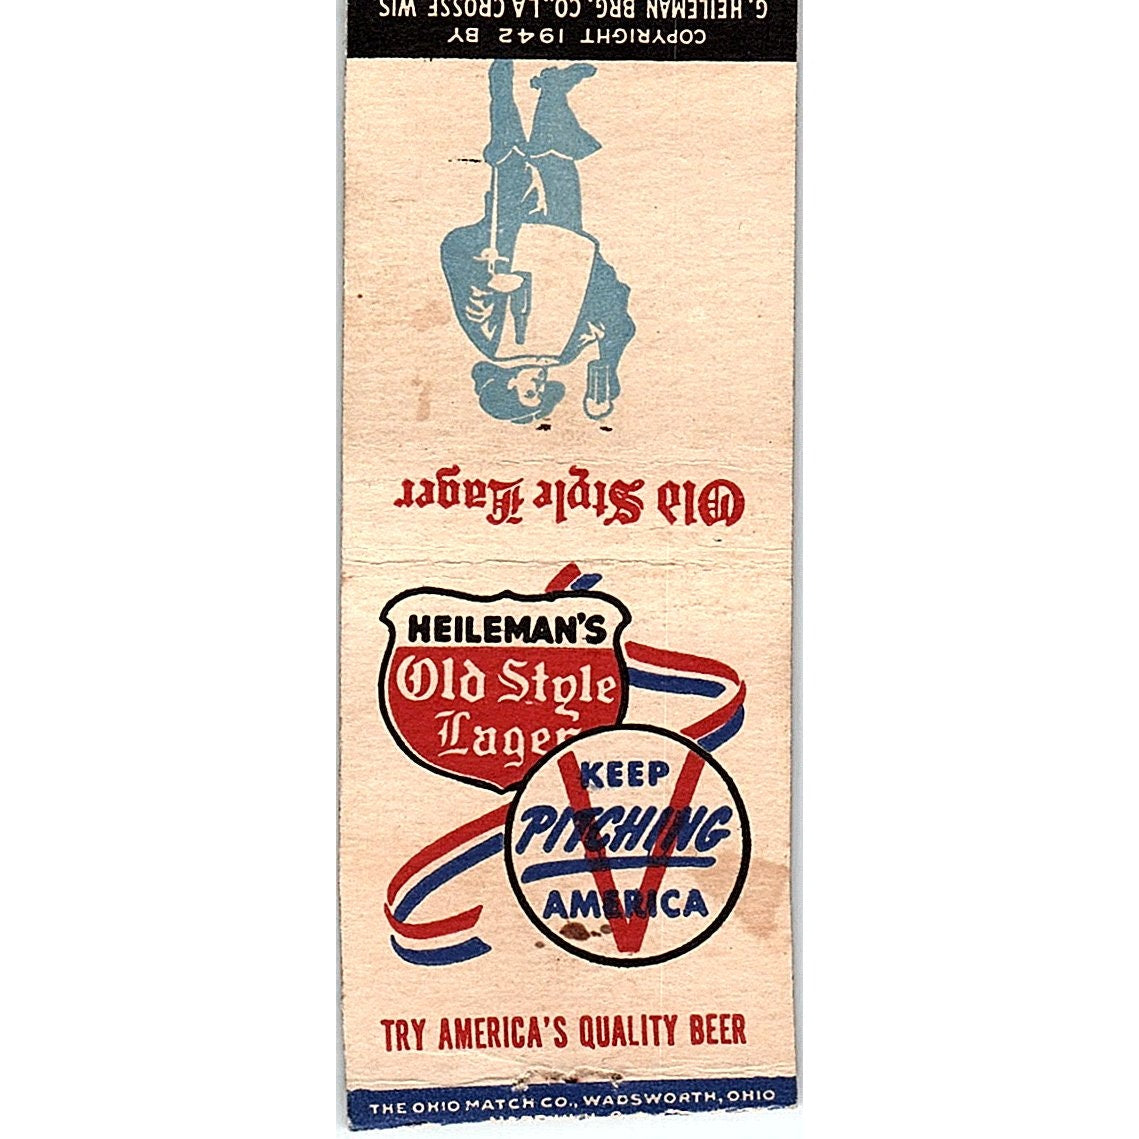 G. HEILEMAN BRG. CO., LA CROSSE WIS
COPYRIGHT 1942 BY
Old Style Lager
HEILEMAN'S
Old Style
Lager
KEEP
PITCHING
AMERICA
TRY AMERICA'S QUALITY BEER
THE OHIO MATCH CO., WADSWORTH, OHIO